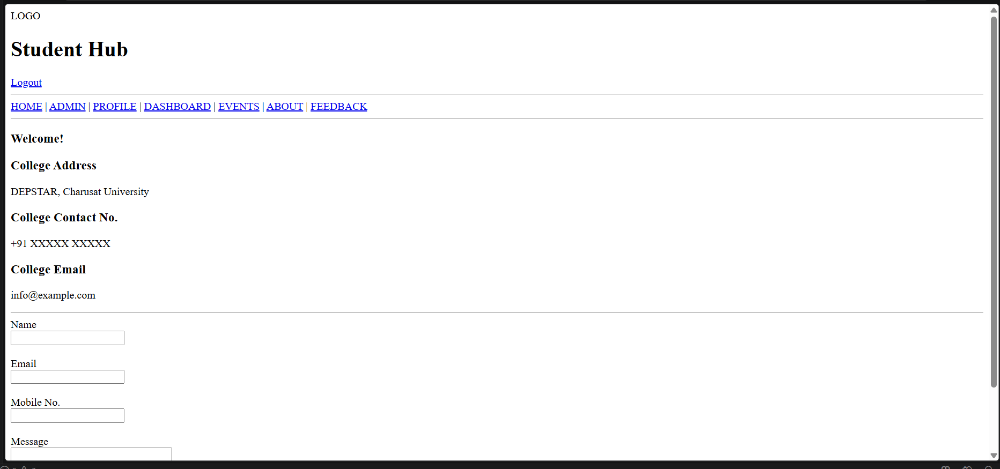 LOGO
Student Hub
Logout
HOME | ADMIN | PROFILE | DASHBOARD | EVENTS | ABOUT | FEEDBACK
Welcome!
College Address
DEPSTAR, Charusat University
College Contact No.
+91 XXXXX XXXXX
College Email
info@example.com
Name
Email
Mobile No.
Message